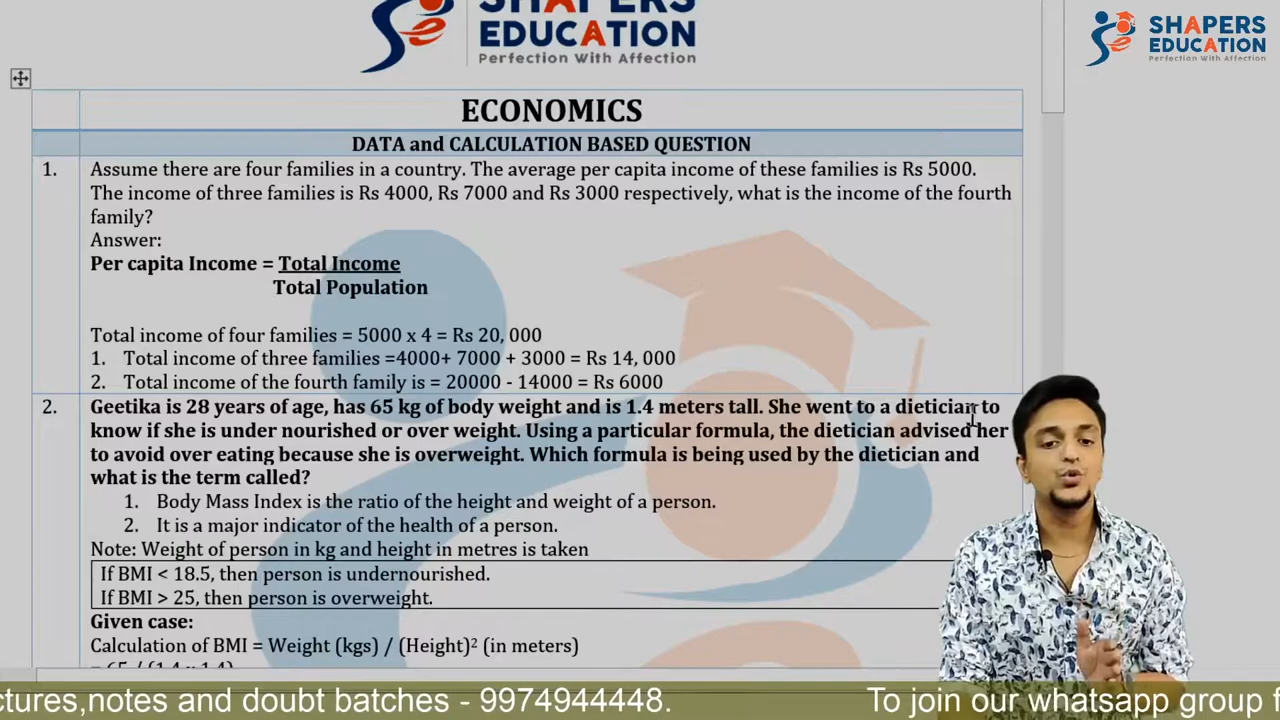 SHAPERS
EDUCATION
Perfection With Affection
SHAPERS
EDUCATION
Perfection With Affection
ECONOMICS
DATA and CALCULATION BASED QUESTION
1. Assume there are four families in a country. The average per capita income of these families is Rs 5000.
The income of three families is Rs 4000, Rs 7000 and Rs 3000 respectively, what is the income of the fourth
family?
Answer:
Per capita Income = Total Income
Total Population
Total income of four families = 5000 x 4 = Rs 20, 000
1. Total income of three families =4000+ 7000 + 3000 = Rs 14, 000
2. Total income of the fourth family is = 20000 - 14000 = Rs 6000
2. Geetika is 28 years of age, has 65 kg of body weight and is 1.4 meters tall. She went to a dietician to
know if she is under nourished or over weight. Using a particular formula, the dietician advised her
to avoid over eating because she is overweight. Which formula is being used by the dietician and
what is the term called?
1. Body Mass Index is the ratio of the height and weight of a person.
2. It is a major indicator of the health of a person.
Note: Weight of person in kg and height in metres is taken
If BMI < 18.5, then person is undernourished.
If BMI > 25, then person is overweight.
Given case:
Calculation of BMI = Weight (kgs) / (Height)² (in meters)
= 65 / (1.4 x 1.4)
ctures,notes and doubt batches - 9974944448. To join our whatsapp group f